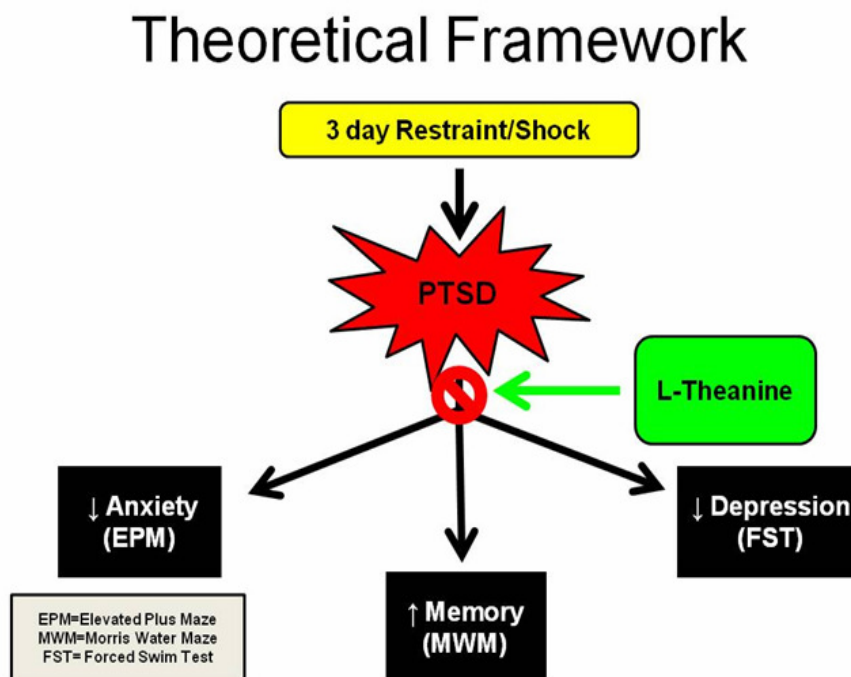 Theoretical Framework
3 day Restraint/Shock
PTSD
L-Theanine
↓ Anxiety
(EPM)
↓ Depression
(FST)
↑ Memory
(MWM)
EPM=Elevated Plus Maze
MWM=Morris Water Maze
FST= Forced Swim Test